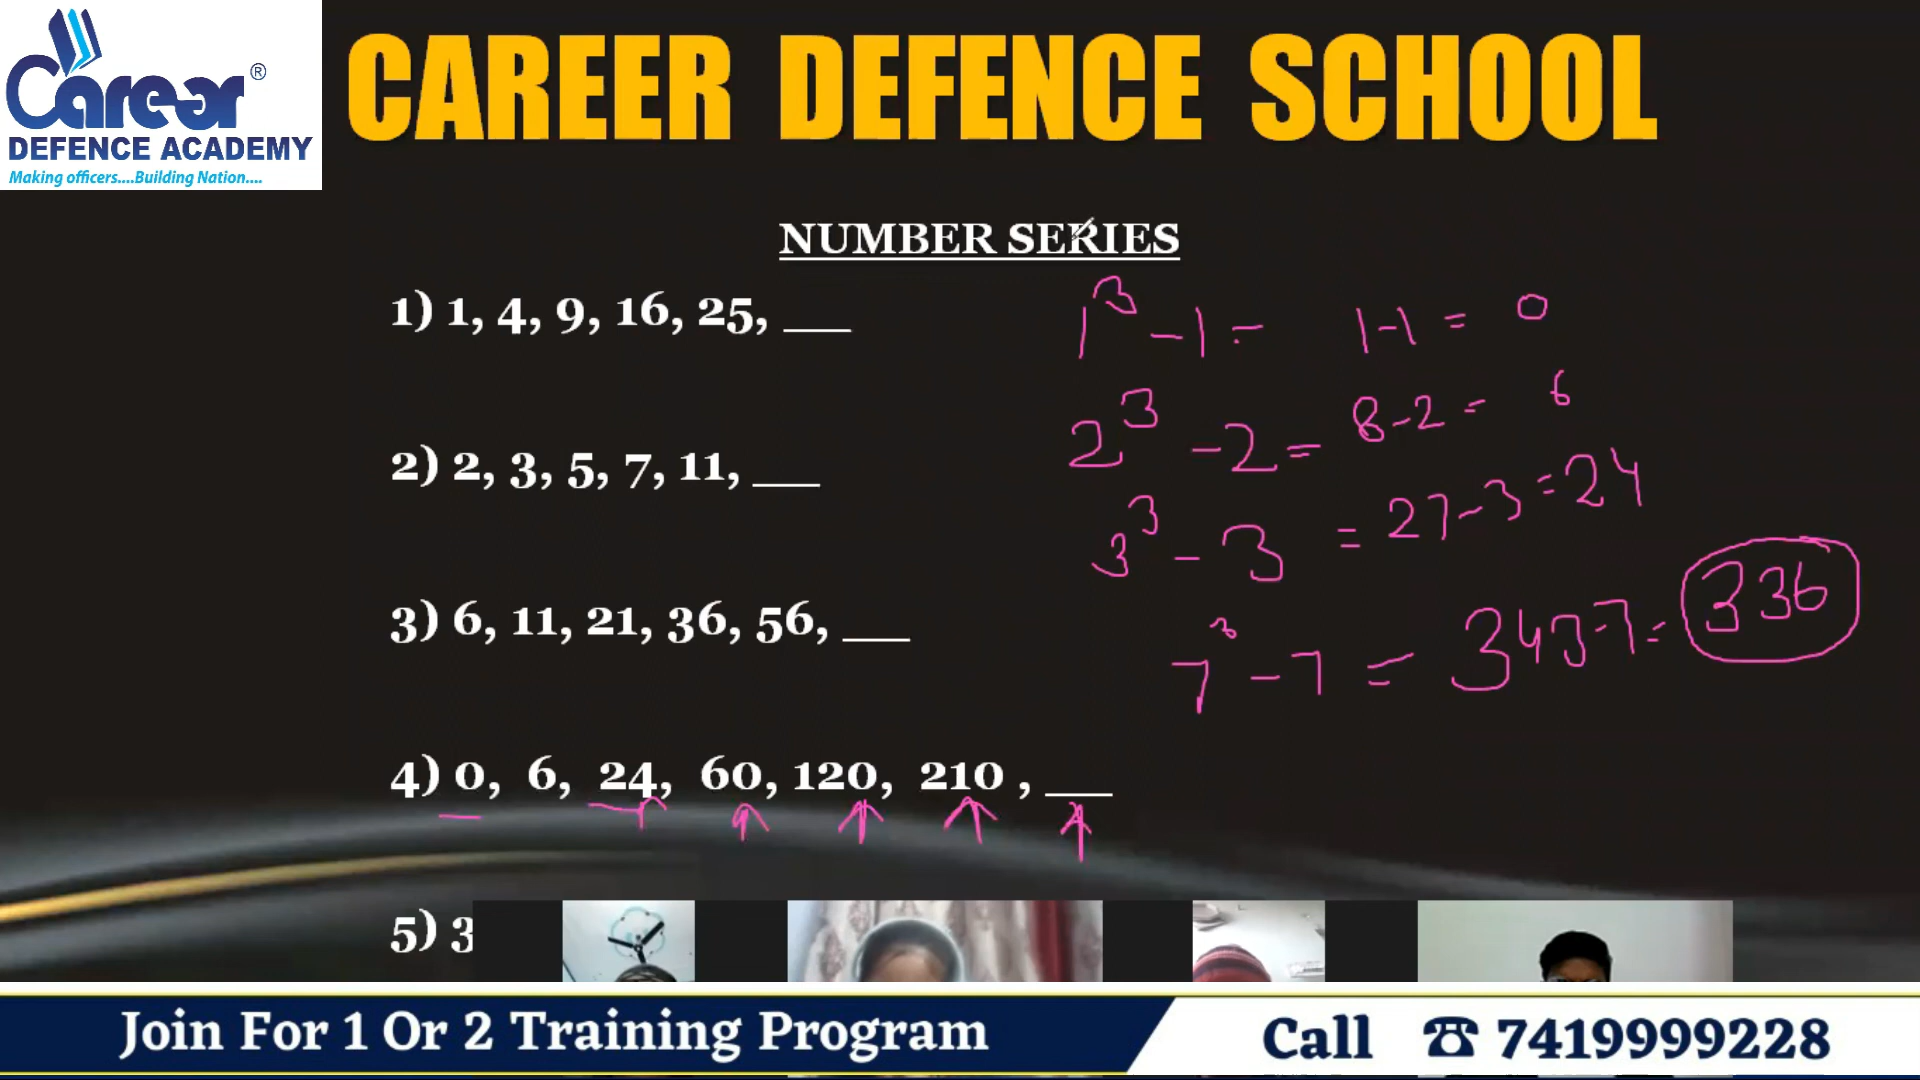 Carear®
DEFENCE ACADEMY
Making officers....Building Nation....
CAREER DEFENCE SCHOOL
NUMBER SERIES
1) 1, 4, 9, 16, 25, ___
2) 2, 3, 5, 7, 11, ___
3) 6, 11, 21, 36, 56, ___
4) 0, 6, 24, 60, 120, 210 , ___
5) 3
1³ - 1 = 1-1 = 0
2³ - 2 = 8-2 = 6
3³ - 3 = 27-3 = 24
7³ - 7 = 343-7 = 336
Join For 1 Or 2 Training Program
Call ☎ 7419999228